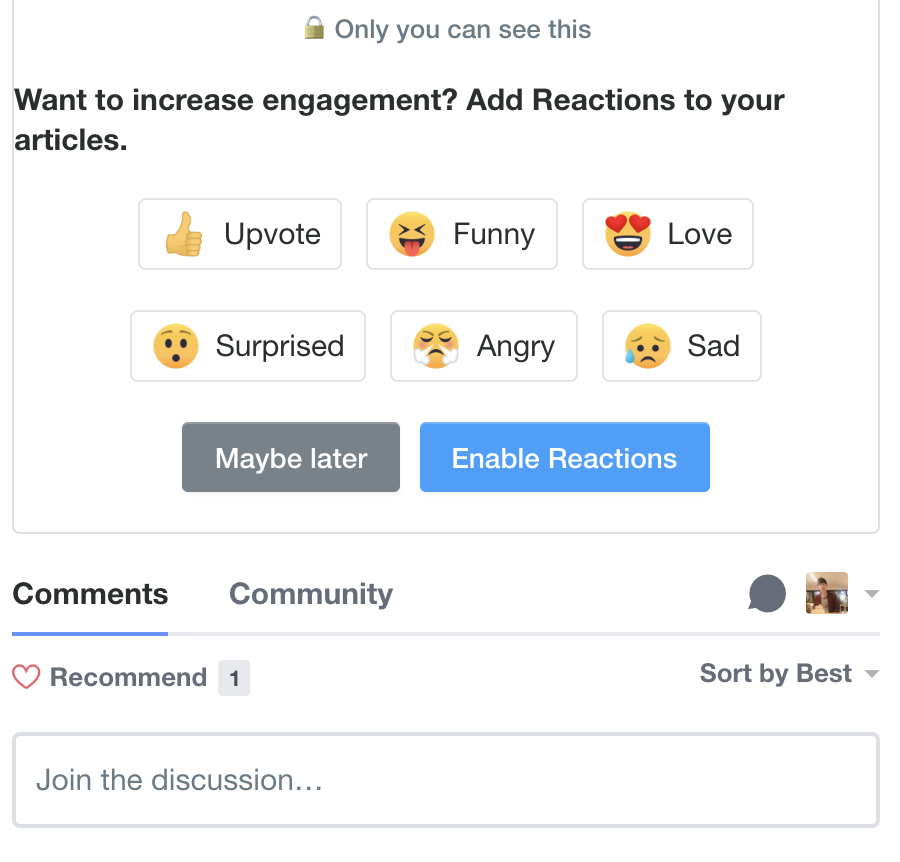 Only you can see this
Want to increase engagement? Add Reactions to your
articles.
Upvote
Funny
Love
Surprised
Angry
Sad
Maybe later
Enable Reactions
Comments
Community
Recommend
1
Sort by Best
Join the discussion…